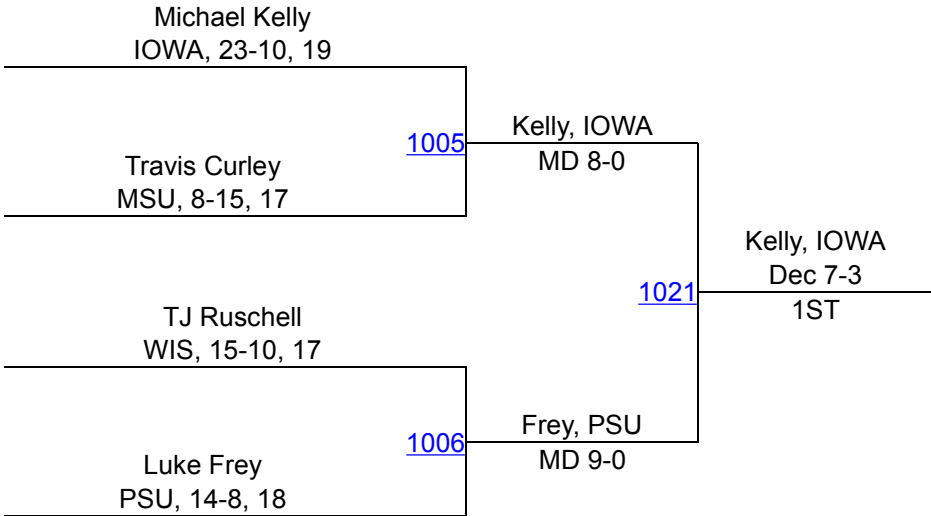 Michael Kelly
IOWA, 23-10, 19
1005
Travis Curley
MSU, 8-15, 17
Kelly, IOWA
MD 8-0
Kelly, IOWA
Dec 7-3
1ST
1021
TJ Ruschell
WIS, 15-10, 17
1006
Luke Frey
PSU, 14-8, 18
Frey, PSU
MD 9-0